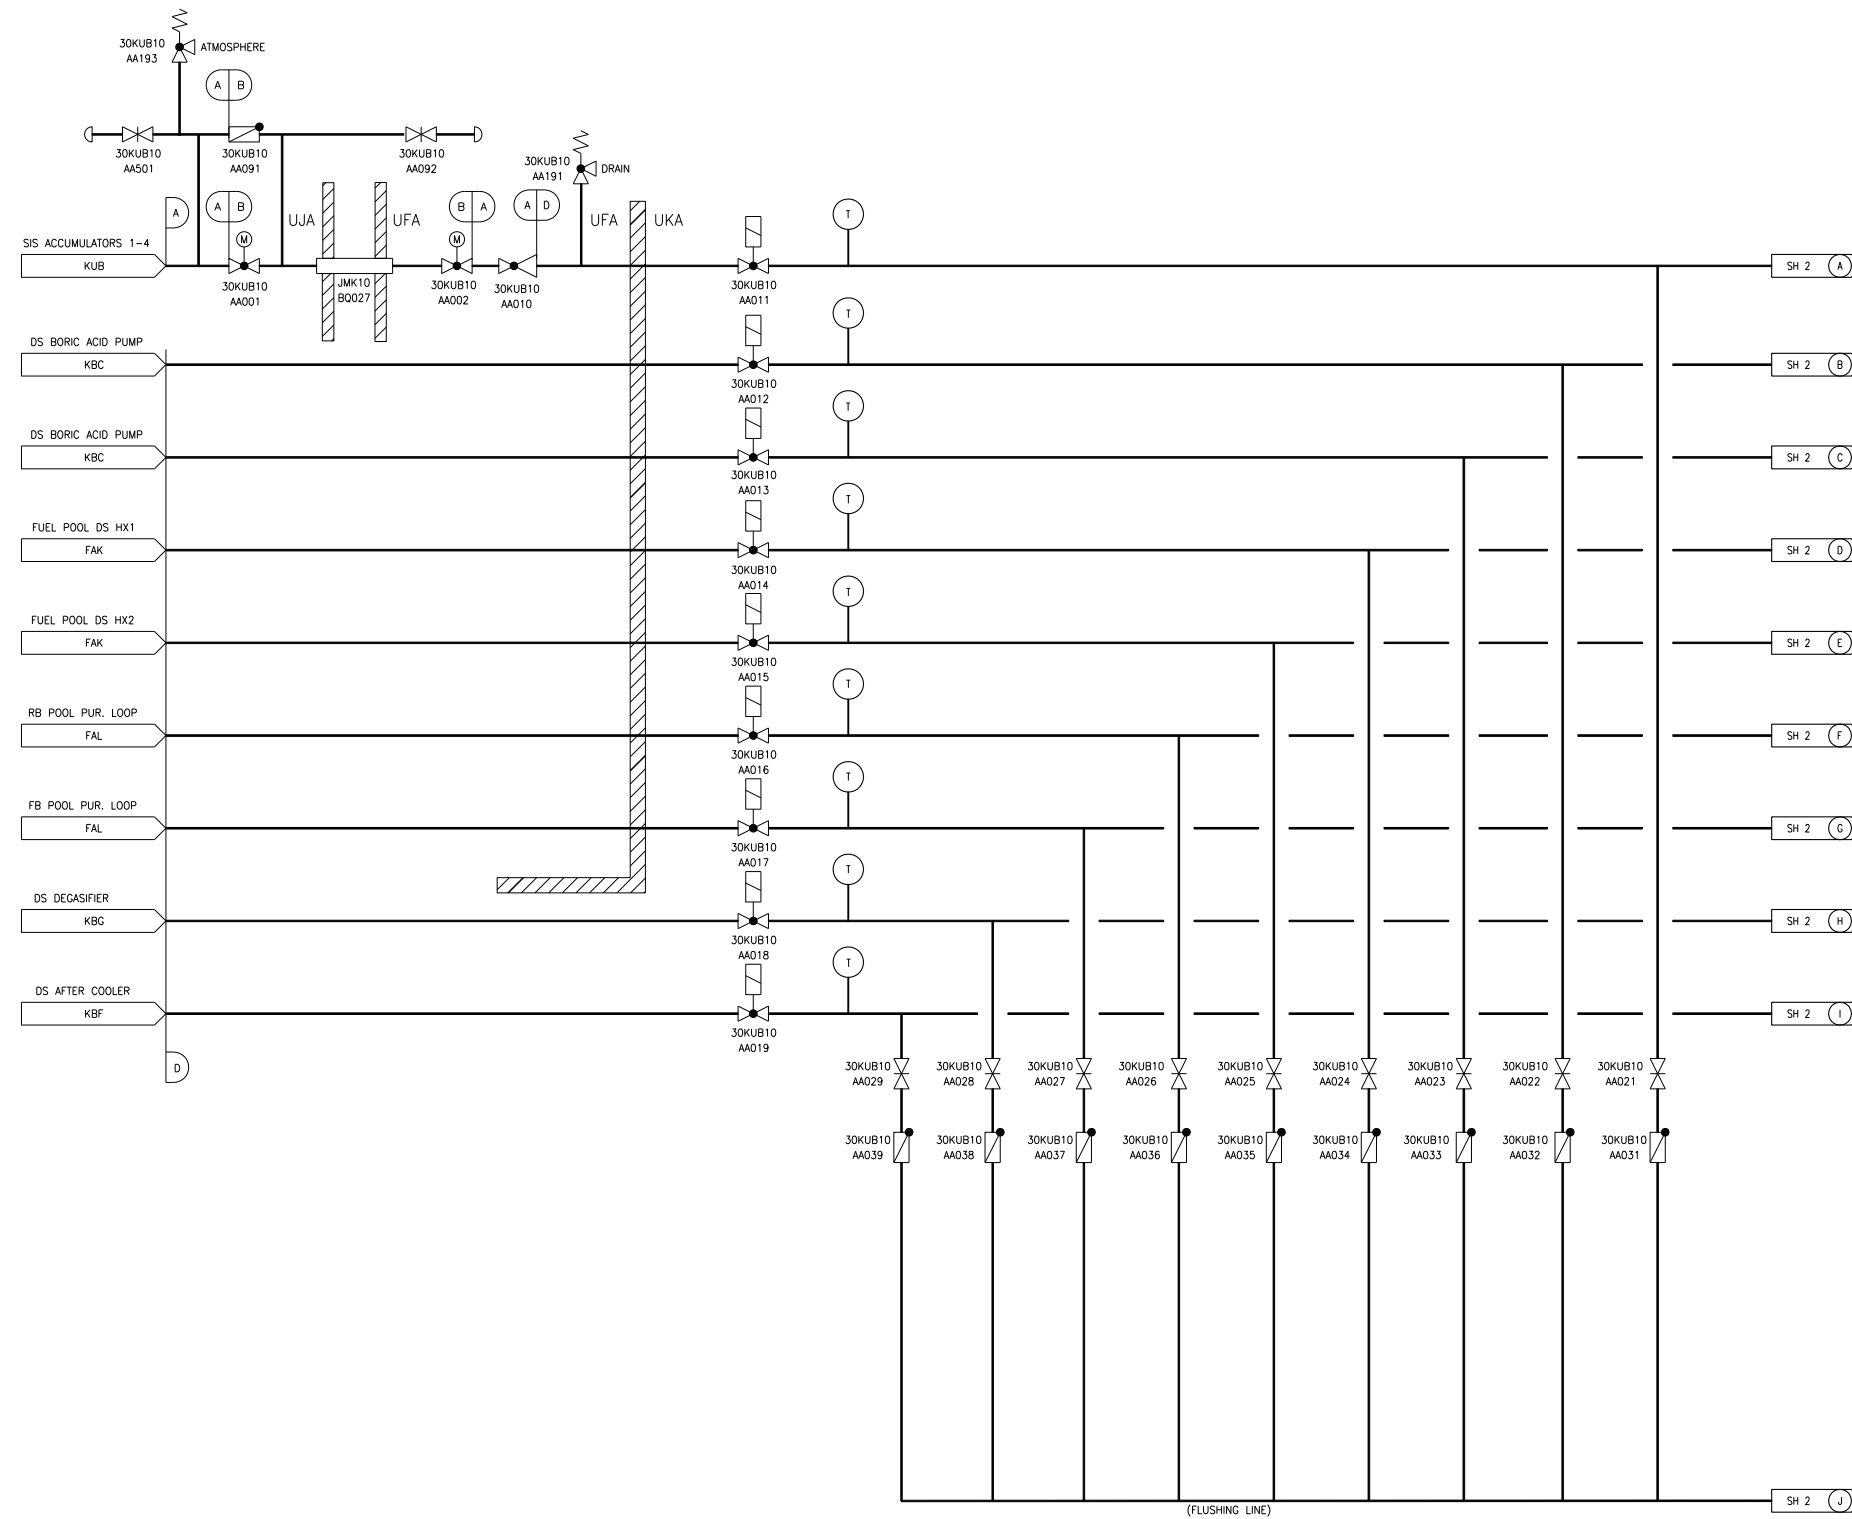 30KUB10
AA193
ATMOSPHERE
A B
30KUB10
AA501
30KUB10
AA091
30KUB10
AA092
30KUB10
AA191
DRAIN
A
A B
B A
A D
UJA
UFA
UFA
UKA
T
M
M
SIS ACCUMULATORS 1-4
KUB
SH 2 A
30KUB10
AA001
JMK10
BQ027
30KUB10
AA002
30KUB10
AA010
30KUB10
AA011
T
DS BORIC ACID PUMP
KBC
SH 2 B
30KUB10
AA012
T
DS BORIC ACID PUMP
KBC
SH 2 C
30KUB10
AA013
T
FUEL POOL DS HX1
FAK
SH 2 D
30KUB10
AA014
T
FUEL POOL DS HX2
FAK
SH 2 E
30KUB10
AA015
T
RB POOL PUR. LOOP
FAL
SH 2 F
30KUB10
AA016
T
FB POOL PUR. LOOP
FAL
SH 2 G
30KUB10
AA017
T
DS DEGASIFIER
KBG
SH 2 H
30KUB10
AA018
T
DS AFTER COOLER
KBF
SH 2 I
30KUB10
AA019
D
30KUB10
AA029
30KUB10
AA028
30KUB10
AA027
30KUB10
AA026
30KUB10
AA025
30KUB10
AA024
30KUB10
AA023
30KUB10
AA022
30KUB10
AA021
30KUB10
AA039
30KUB10
AA038
30KUB10
AA037
30KUB10
AA036
30KUB10
AA035
30KUB10
AA034
30KUB10
AA033
30KUB10
AA032
30KUB10
AA031
(FLUSHING LINE)
SH 2 J